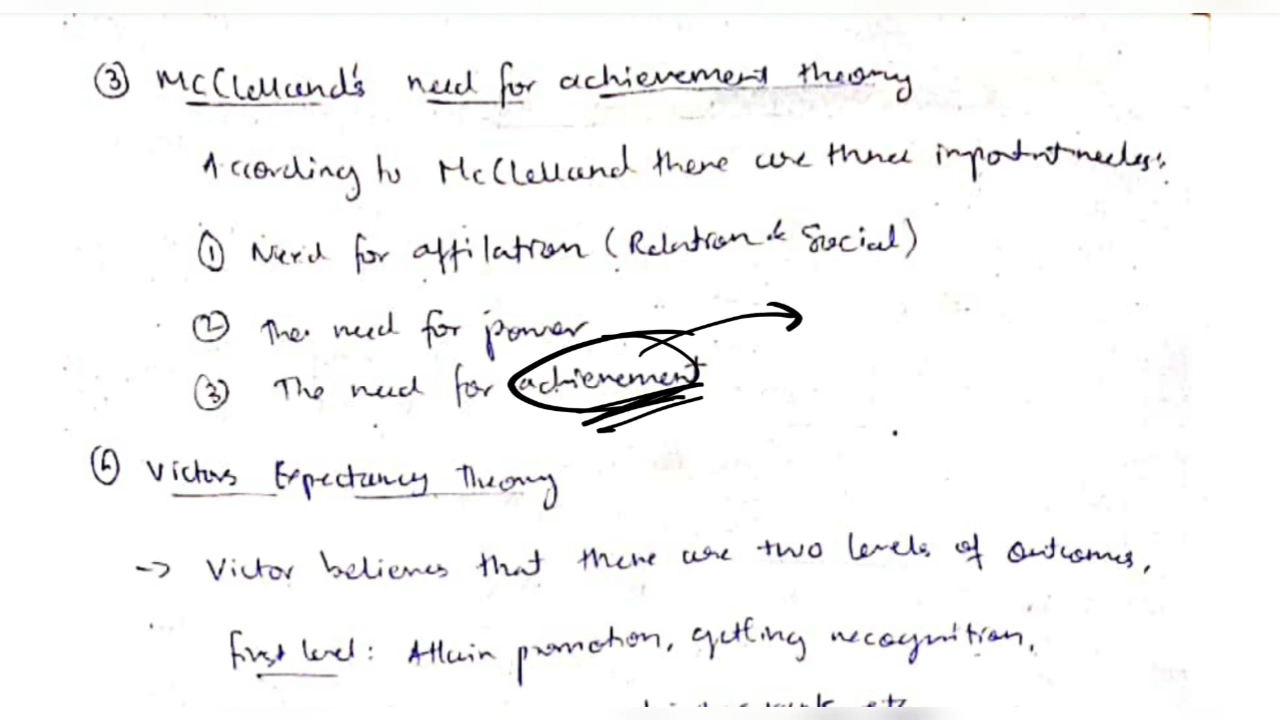 ③ McClelland's need for achievement theory
According to McClelland there are three important needs:
① Need for affilation (Relation & Social)
② The need for power
③ The need for achievement
Victors Expectancy Theory
→ Victor believes that there are two levels of outcomes,
first level: Attain promotion, getting recognition,
etc